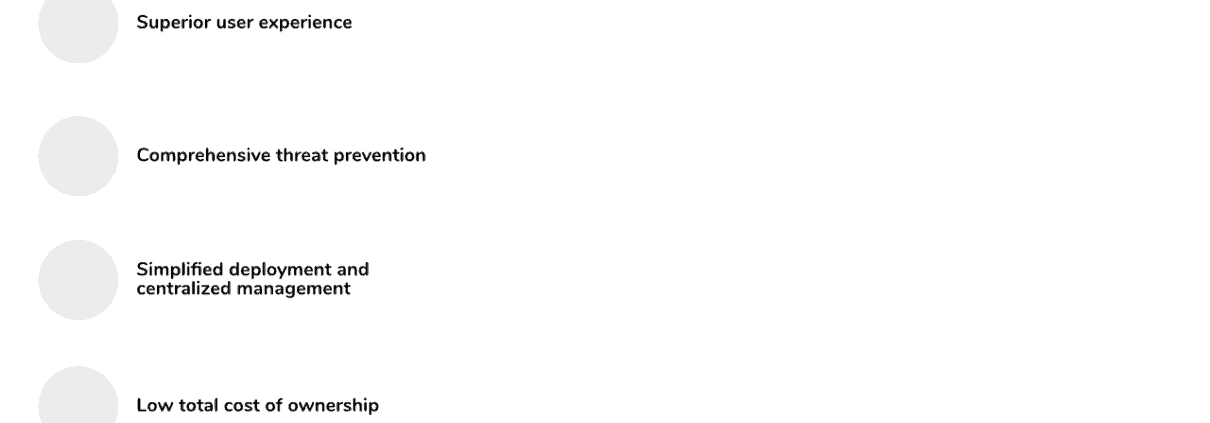 Superior user experience
Comprehensive threat prevention
Simplified deployment and
centralized management
Low total cost of ownership